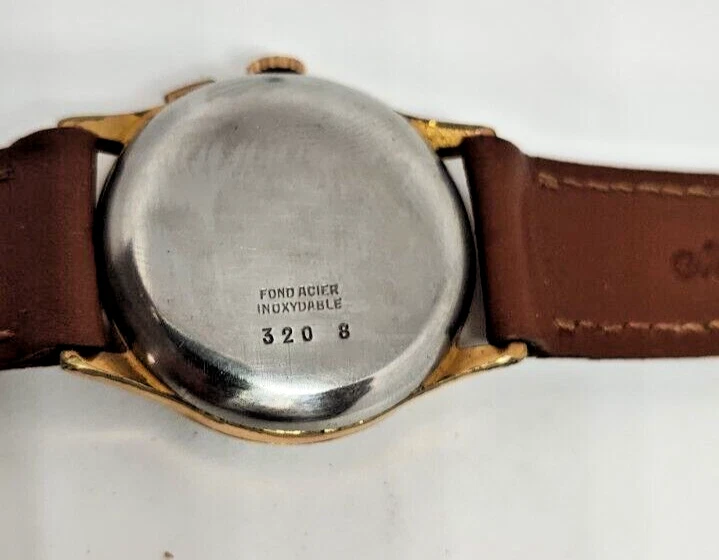 FOND ACIER
INOXYDABLE
320 8